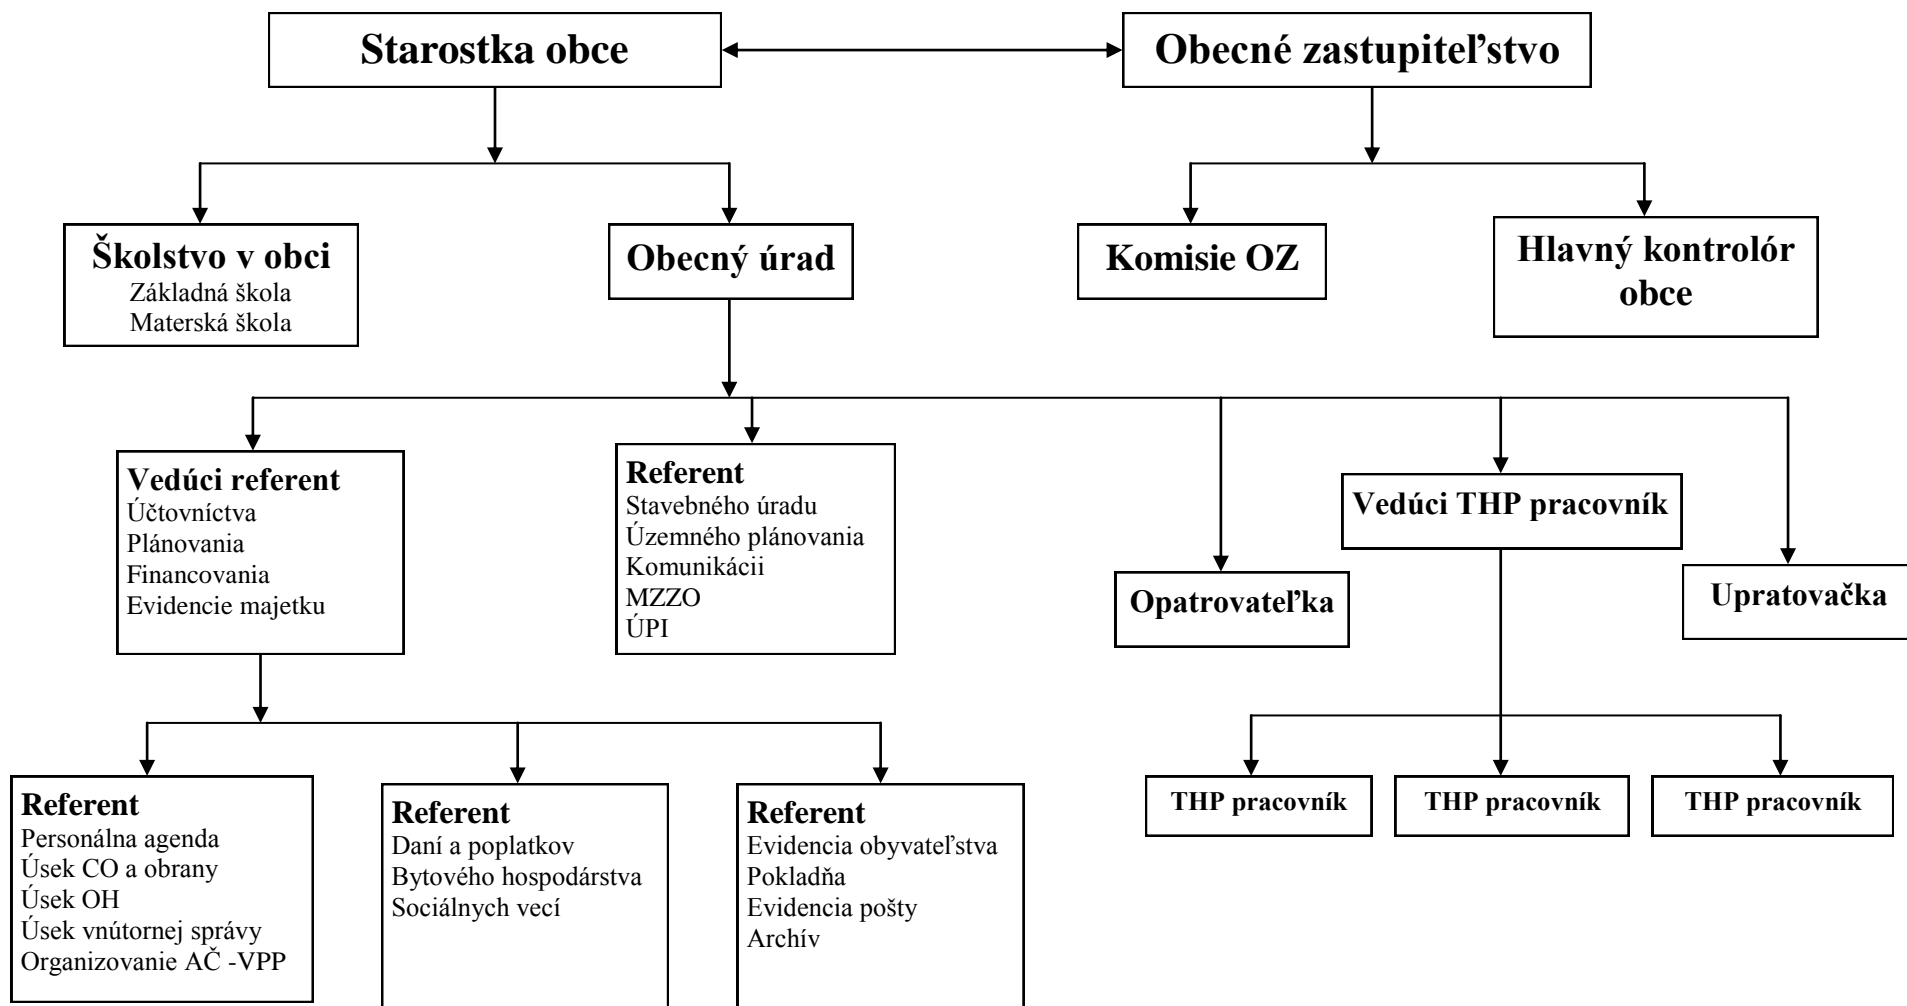 Starostka obce
Obecné zastupiteľstvo
Školstvo v obci
Základná škola
Materská škola
Obecný úrad
Komisie OZ
Hlavný kontrolór
obce
Vedúci referent
Účtovníctva
Plánovania
Financovania
Evidencie majetku
Referent
Stavebného úradu
Územného plánovania
Komunikácii
MZZO
ÚPI
Opatrovateľka
Vedúci THP pracovník
Upratovačka
Referent
Personálna agenda
Úsek CO a obrany
Úsek OH
Úsek vnútornej správy
Organizovanie AČ -VPP
Referent
Daní a poplatkov
Bytového hospodárstva
Sociálnych vecí
Referent
Evidencia obyvateľstva
Pokladňa
Evidencia pošty
Archív
THP pracovník
THP pracovník
THP pracovník